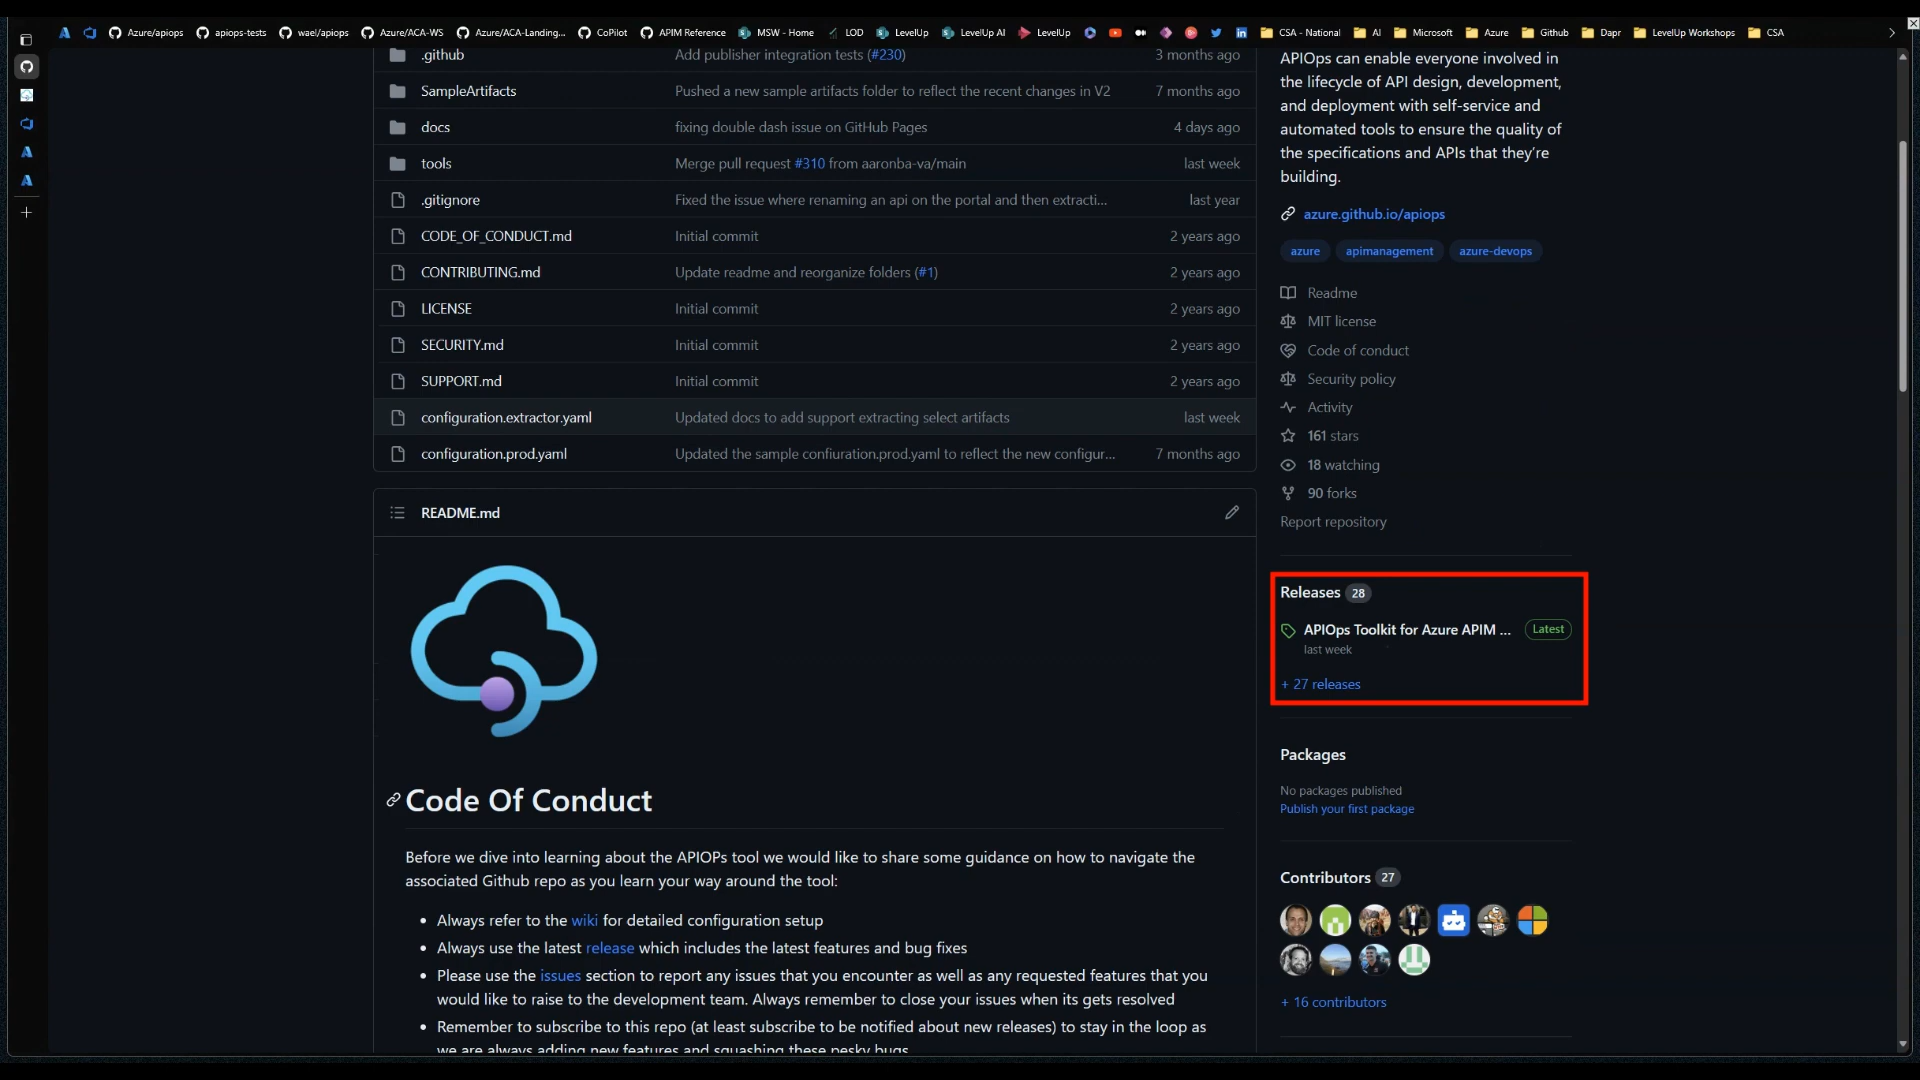 Azure/apiops apiops-tests wael/apiops Azure/ACA-WS Azure/ACA-Landing... CoPilot APIM Reference MSW - Home LOD LevelUp LevelUp AI LevelUp CSA - National AI Microsoft Azure Github Dapr LevelUp Workshops CSA
.github Add publisher integration tests (#230) 3 months ago
SampleArtifacts Pushed a new sample artifacts folder to reflect the recent changes in V2 7 months ago
docs fixing double dash issue on GitHub Pages 4 days ago
tools Merge pull request #310 from aaronba-va/main last week
.gitignore Fixed the issue where renaming an api on the portal and then extracti... last year
CODE_OF_CONDUCT.md Initial commit 2 years ago
CONTRIBUTING.md Update readme and reorganize folders (#1) 2 years ago
LICENSE Initial commit 2 years ago
SECURITY.md Initial commit 2 years ago
SUPPORT.md Initial commit 2 years ago
configuration.extractor.yaml Updated docs to add support extracting select artifacts last week
configuration.prod.yaml Updated the sample confiuration.prod.yaml to reflect the new configur... 7 months ago
README.md
Code Of Conduct
Before we dive into learning about the APIOPs tool we would like to share some guidance on how to navigate the
associated Github repo as you learn your way around the tool:
• Always refer to the wiki for detailed configuration setup
• Always use the latest release which includes the latest features and bug fixes
• Please use the issues section to report any issues that you encounter as well as any requested features that you
would like to raise to the development team. Always remember to close your issues when its gets resolved
• Remember to subscribe to this repo (at least subscribe to be notified about new releases) to stay in the loop as
we are always adding new features and squashing these pesky bugs
APIOps can enable everyone involved in
the lifecycle of API design, development,
and deployment with self-service and
automated tools to ensure the quality of
the specifications and APIs that they're
building.
azure.github.io/apiops
azure apimanagement azure-devops
Readme
MIT license
Code of conduct
Security policy
Activity
161 stars
18 watching
90 forks
Report repository
Releases 28
APIOps Toolkit for Azure APIM ... Latest
last week
+ 27 releases
Packages
No packages published
Publish your first package
Contributors 27
+ 16 contributors